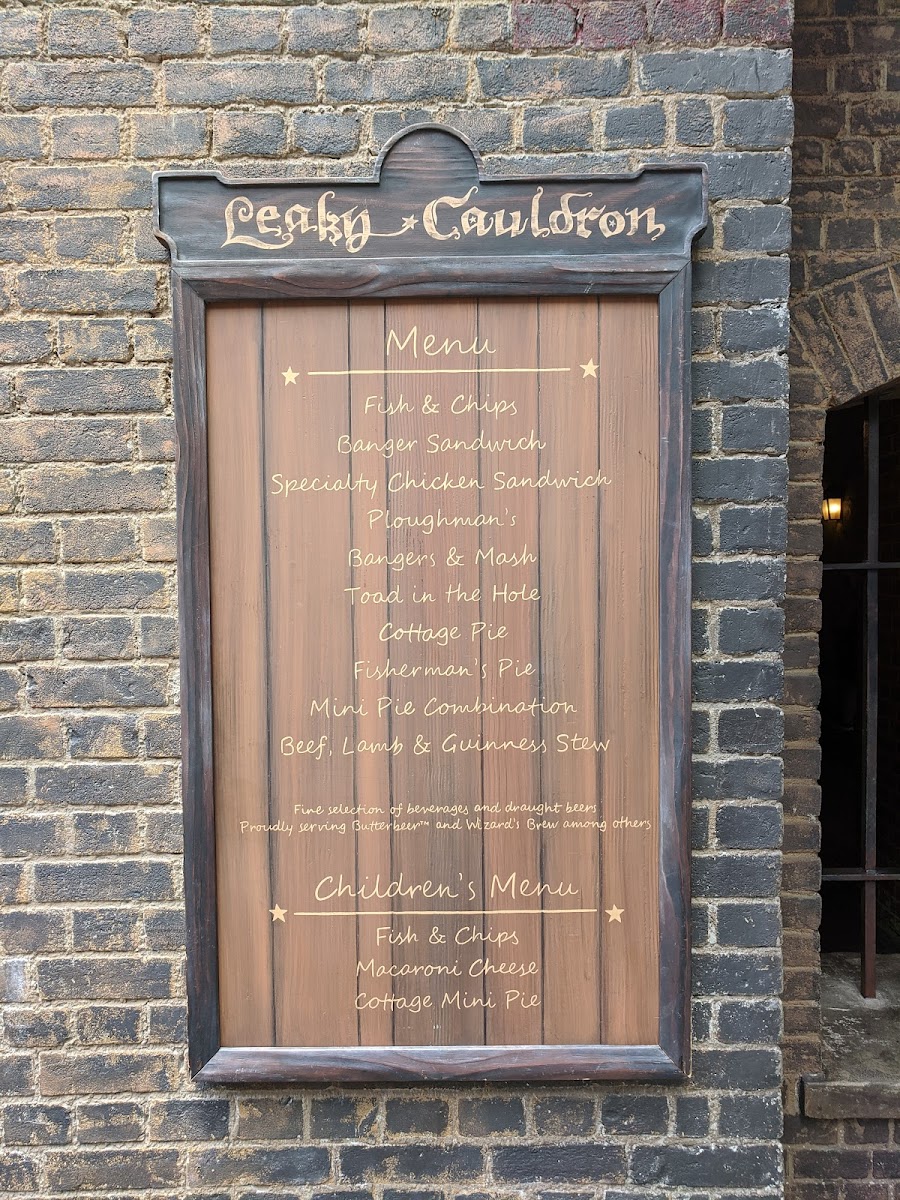 Leaky Cauldron
Menu
Fish & Chips
Banger Sandwich
Specialty Chicken Sandwich
Ploughman's
Bangers & Mash
Toad in the Hole
Cottage Pie
Fisherman's Pie
Mini Pie Combination
Beef, Lamb & Guinness Stew
Fine selection of beverages and draught beers
Proudly serving Butterbeer™ and Wizard's Brew among others
Children's Menu
Fish & Chips
Macaroni Cheese
Cottage Mini Pie